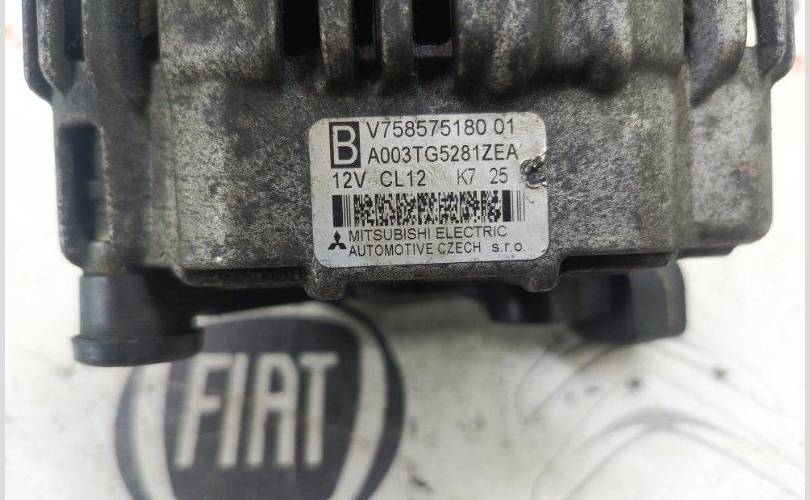 B V758575180 01
A003TG5281ZEA
12V CL12 K7 25
MITSUBISHI ELECTRIC
AUTOMOTIVE CZECH s.r.o.
FIAT